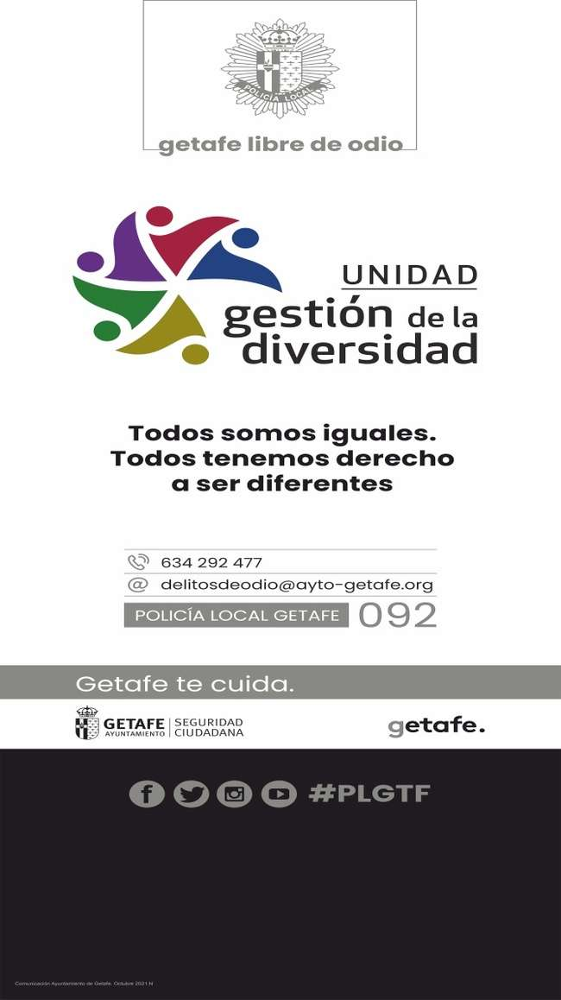 POLICÍA LOCAL
getafe libre de odio
UNIDAD
gestión de la
diversidad
Todos somos iguales.
Todos tenemos derecho
a ser diferentes
634 292 477
@ delitosdeodio@ayto-getafe.org
POLICÍA LOCAL GETAFE 092
Getafe te cuida.
GETAFE
AYUNTAMIENTO
SEGURIDAD
CIUDADANA
getafe.
#PLGTF
Comunicación Ayuntamiento de Getafe. Octubre 2021.N